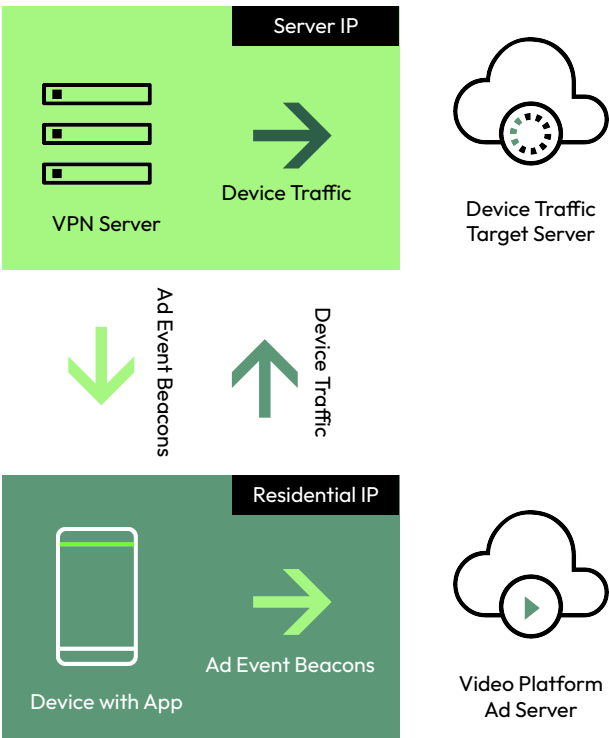 Server IP
Device Traffic
VPN Server
Device Traffic
Target Server
Ad Event Beacons
Device Traffic
Residential IP
Ad Event Beacons
Device with App
Video Platform
Ad Server